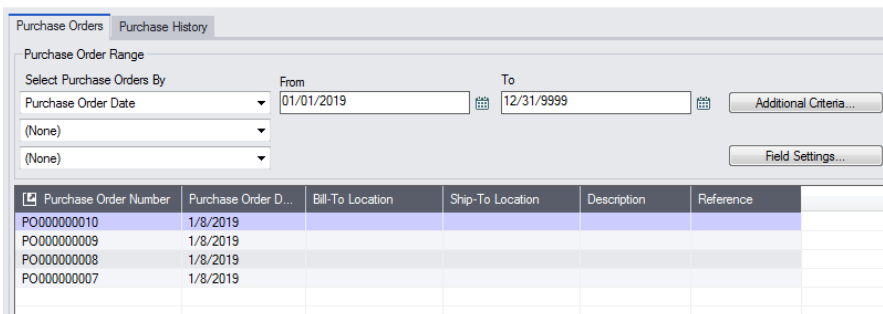 Purchase Orders Purchase History
Purchase Order Range
Select Purchase Orders By From To
Purchase Order Date 01/01/2019 12/31/9999 Additional Criteria...
(None)
(None) Field Settings...
Purchase Order Number Purchase Order D... Bill-To Location Ship-To Location Description Reference
PO000000010 1/8/2019
PO000000009 1/8/2019
PO000000008 1/8/2019
PO000000007 1/8/2019